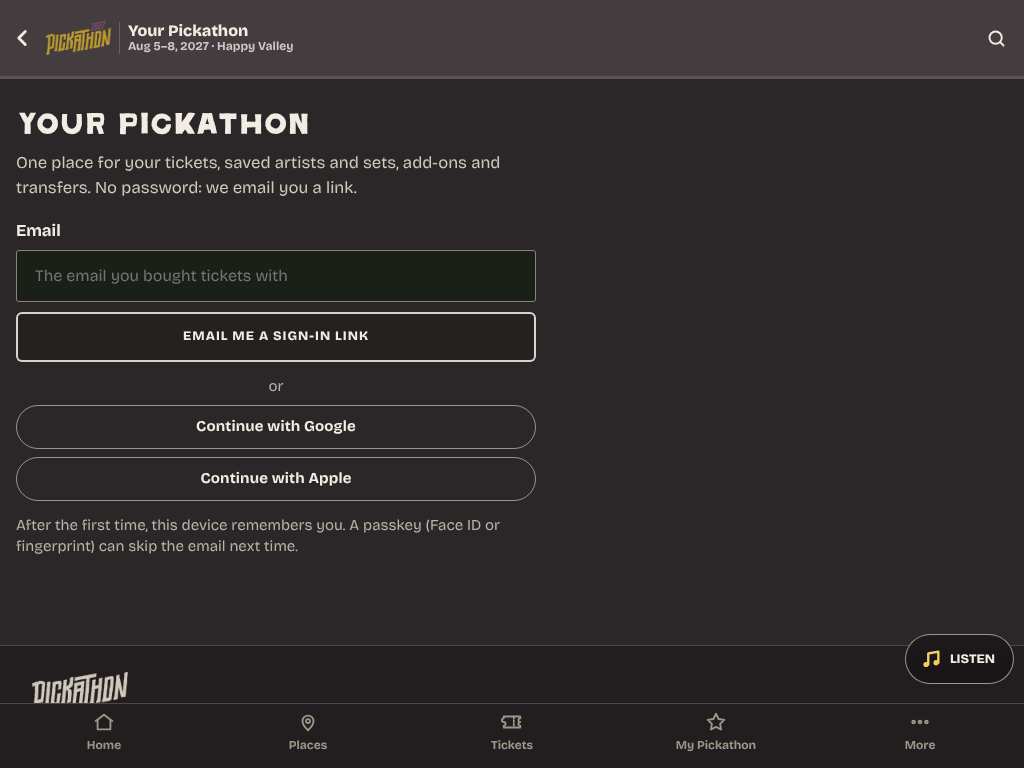 PICKATHON
Your Pickathon
Aug 5–8, 2027 · Happy Valley
YOUR PICKATHON
One place for your tickets, saved artists and sets, add-ons and
transfers. No password: we email you a link.
Email
The email you bought tickets with
EMAIL ME A SIGN-IN LINK
or
Continue with Google
Continue with Apple
After the first time, this device remembers you. A passkey (Face ID or
fingerprint) can skip the email next time.
LISTEN
PICKATHON
Home
Places
Tickets
My Pickathon
More